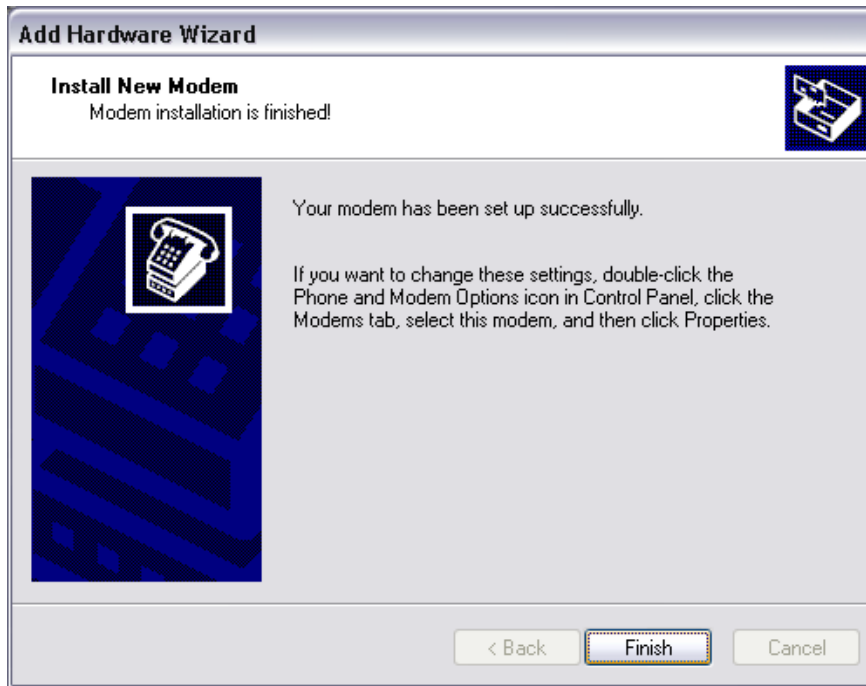 Add Hardware Wizard
Install New Modem
Modem installation is finished!
Your modem has been set up successfully.
If you want to change these settings, double-click the
Phone and Modem Options icon in Control Panel, click the
Modems tab, select this modem, and then click Properties.
< Back
Finish
Cancel